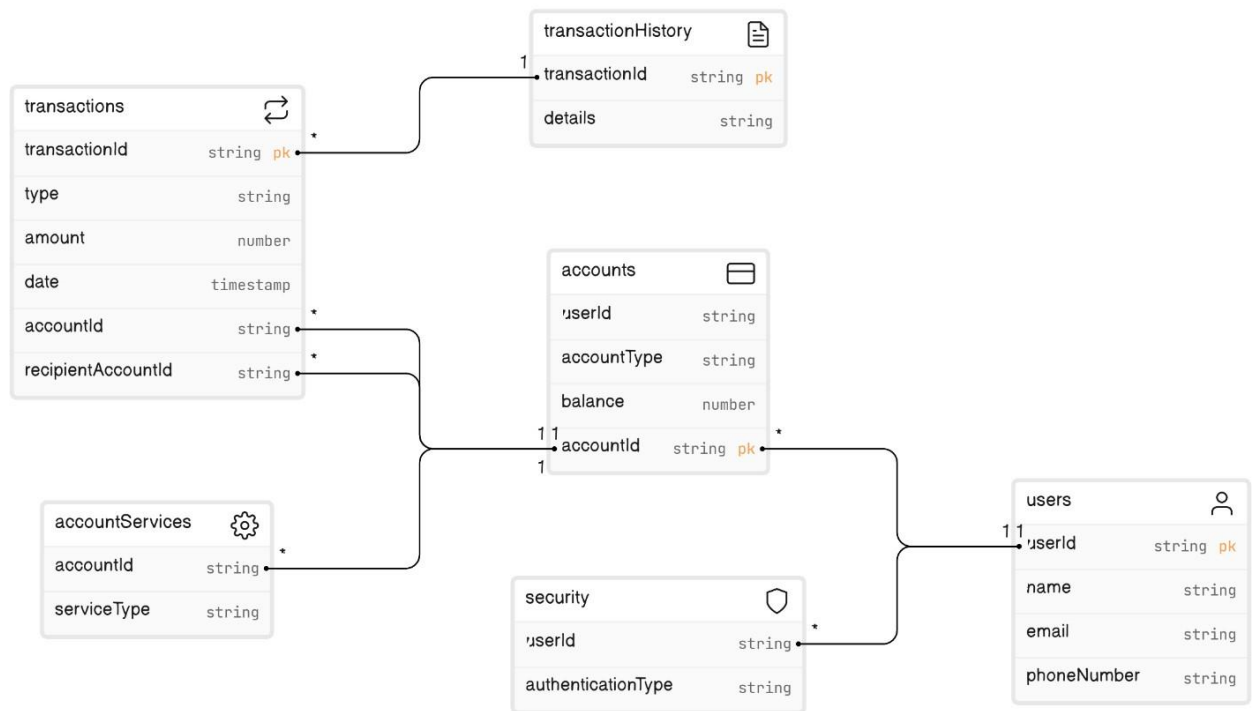 transactionHistory
transactionId string pk
details string
transactions
transactionId string pk
type string
amount number
date timestamp
accountId string
recipientAccountId string
accounts
userId string
accountType string
balance number
accountId string pk
accountServices
accountId string
serviceType string
security
userId string
authenticationType string
users
userId string pk
name string
email string
phoneNumber string
1
*
*
*
1 1
1
*
*
*
1 1